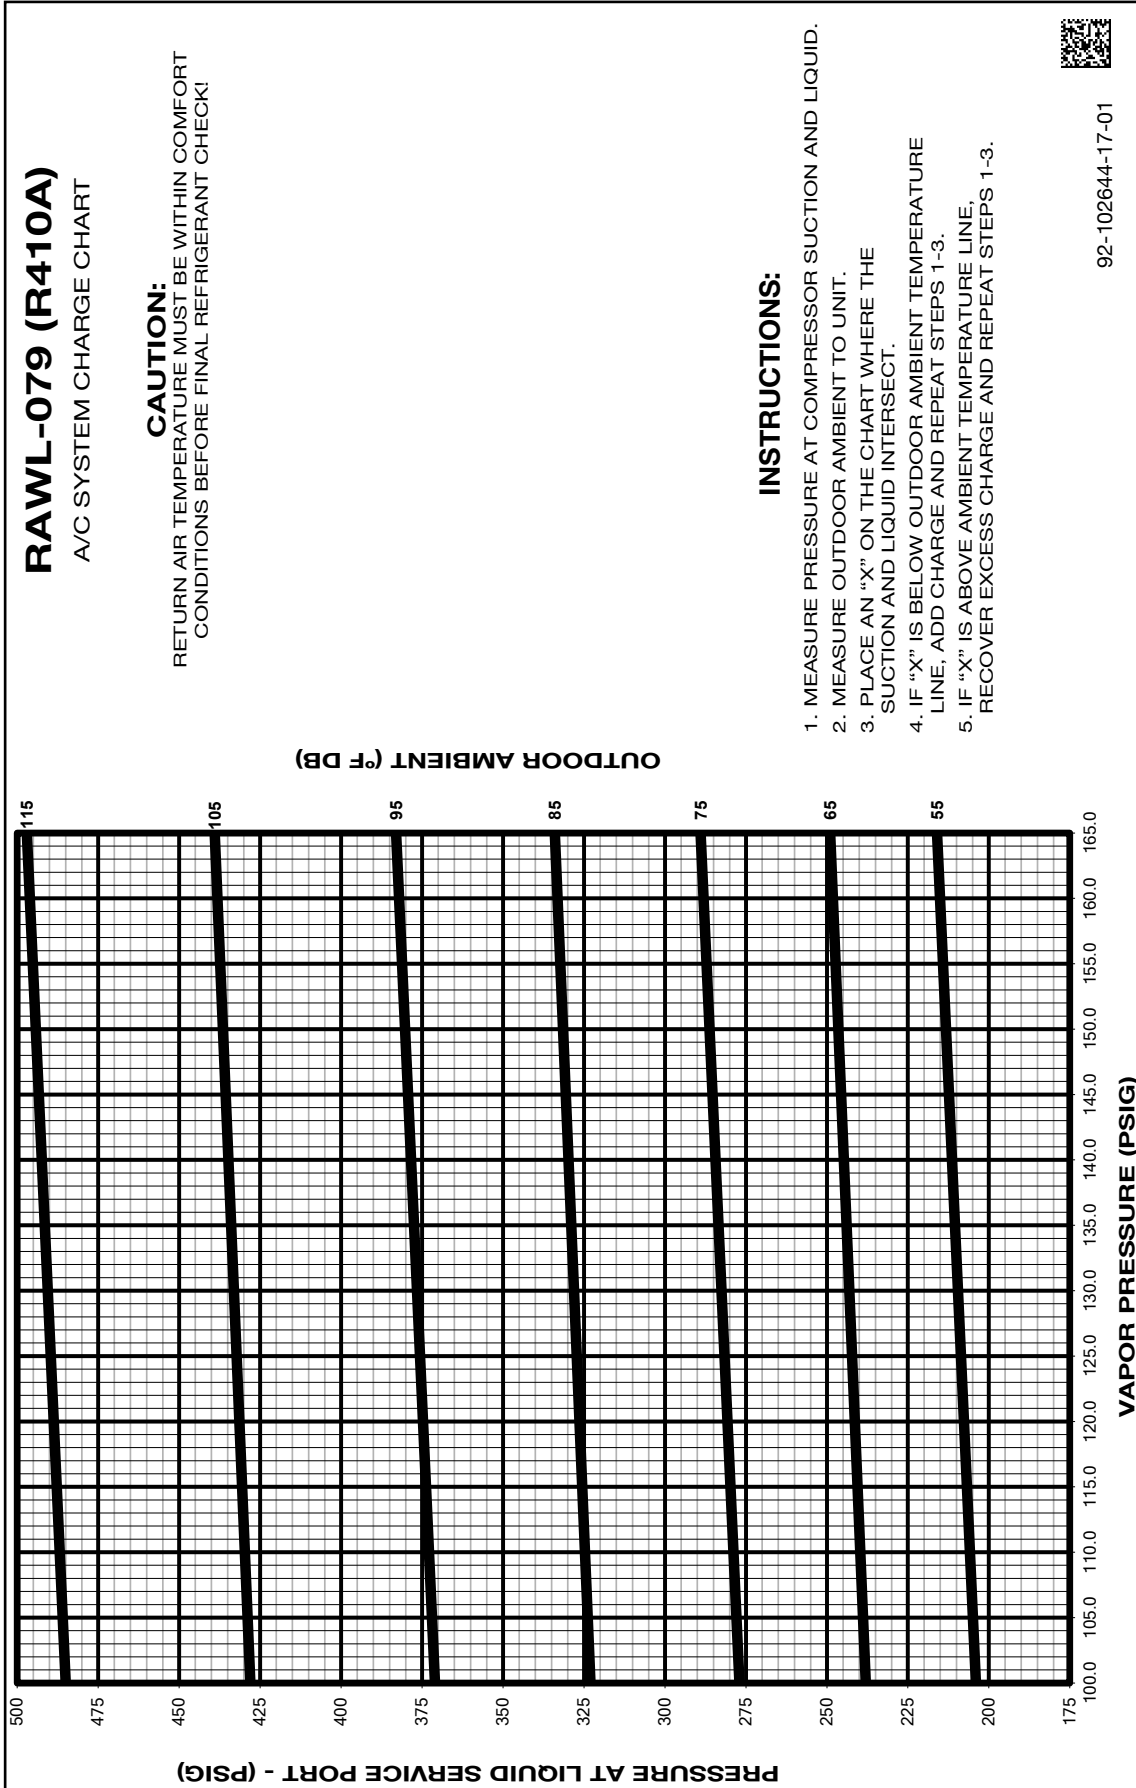 RAWL-079 (R410A)
A/C SYSTEM CHARGE CHART
CAUTION:
RETURN AIR TEMPERATURE MUST BE WITHIN COMFORT
CONDITIONS BEFORE FINAL REFRIGERANT CHECK!
INSTRUCTIONS:
1. MEASURE PRESSURE AT COMPRESSOR SUCTION AND LIQUID.
2. MEASURE OUTDOOR AMBIENT TO UNIT.
3. PLACE AN “X” ON THE CHART WHERE THE
SUCTION AND LIQUID INTERSECT.
4. IF “X” IS BELOW OUTDOOR AMBIENT TEMPERATURE
LINE, ADD CHARGE AND REPEAT STEPS 1-3.
5. IF “X” IS ABOVE AMBIENT TEMPERATURE LINE,
RECOVER EXCESS CHARGE AND REPEAT STEPS 1-3.
92-102644-17-01
OUTDOOR AMBIENT (°F DB)
115
105
95
85
75
65
55
PRESSURE AT LIQUID SERVICE PORT - (PSIG)
500
475
450
425
400
375
350
325
300
275
250
225
200
175
100.0 105.0 110.0 115.0 120.0 125.0 130.0 135.0 140.0 145.0 150.0 155.0 160.0 165.0
VAPOR PRESSURE (PSIG)